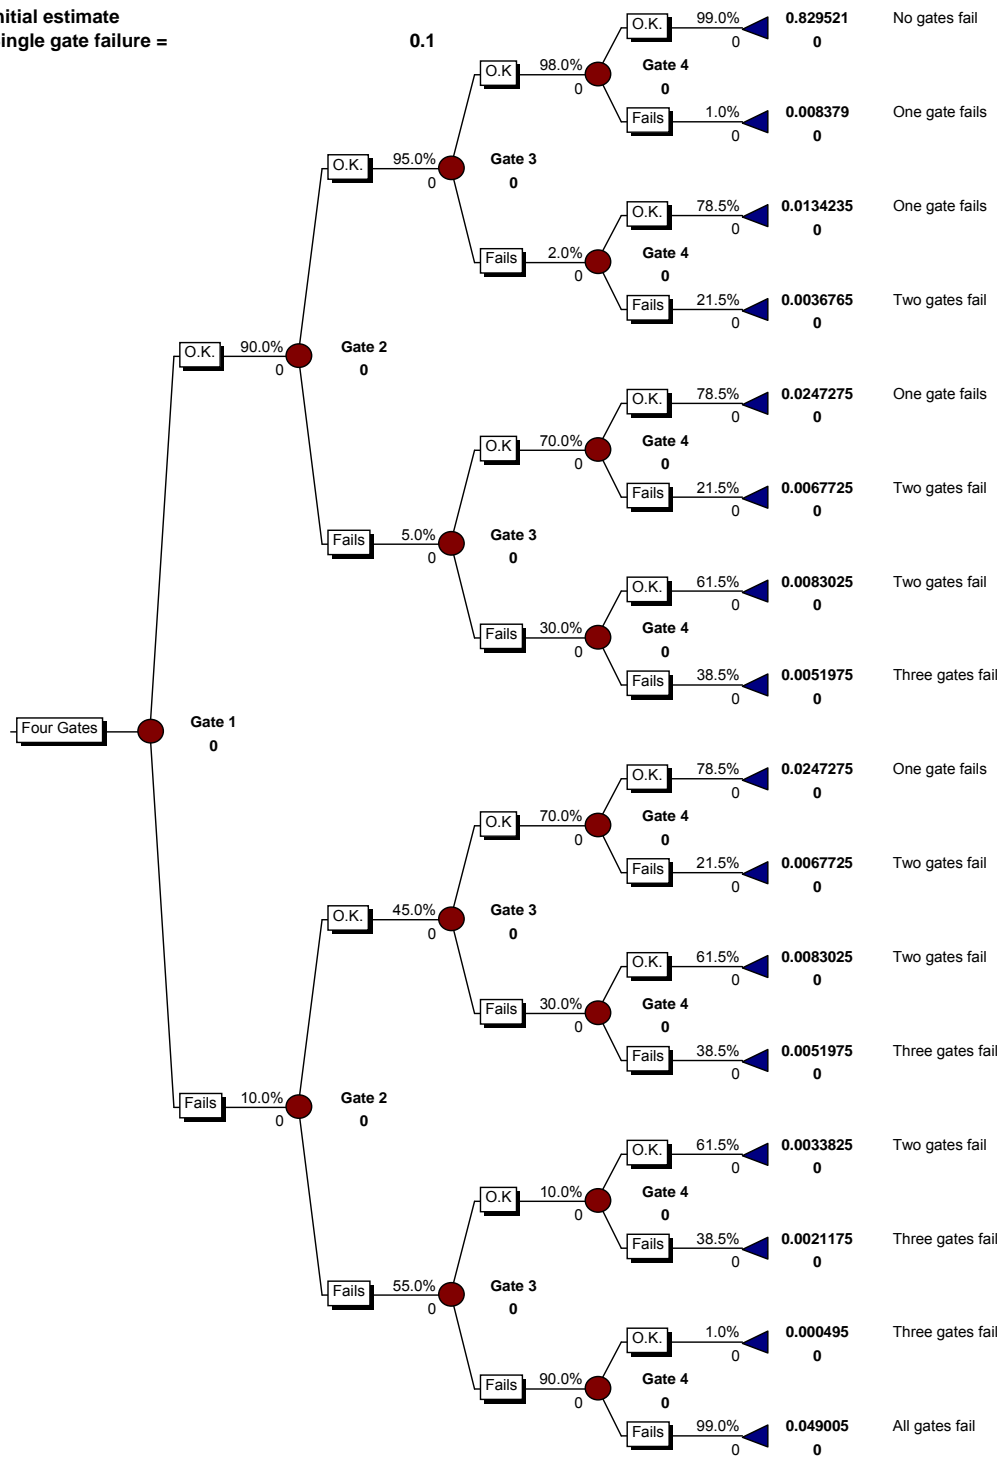 nitial estimate
ingle gate failure = 0.1
O.K. 99.0% 0.829521 No gates fail
0 0
O.K 98.0% Gate 4
0 0
Fails 1.0% 0.008379 One gate fails
0 0
O.K. 95.0% Gate 3
0 0
O.K. 78.5% 0.0134235 One gate fails
0 0
Fails 2.0% Gate 4
0 0
Fails 21.5% 0.0036765 Two gates fail
0 0
O.K. 90.0% Gate 2
0 0
O.K. 78.5% 0.0247275 One gate fails
0 0
O.K 70.0% Gate 4
0 0
Fails 21.5% 0.0067725 Two gates fail
0 0
Fails 5.0% Gate 3
0 0
O.K. 61.5% 0.0083025 Two gates fail
0 0
Fails 30.0% Gate 4
0 0
Fails 38.5% 0.0051975 Three gates fail
0 0
Four Gates Gate 1
0
O.K. 78.5% 0.0247275 One gate fails
0 0
O.K 70.0% Gate 4
0 0
Fails 21.5% 0.0067725 Two gates fail
0 0
O.K. 45.0% Gate 3
0 0
O.K. 61.5% 0.0083025 Two gates fail
0 0
Fails 30.0% Gate 4
0 0
Fails 38.5% 0.0051975 Three gates fail
0 0
Fails 10.0% Gate 2
0 0
O.K. 61.5% 0.0033825 Two gates fail
0 0
O.K 10.0% Gate 4
0 0
Fails 38.5% 0.0021175 Three gates fail
0 0
Fails 55.0% Gate 3
0 0
O.K. 1.0% 0.000495 Three gates fail
0 0
Fails 90.0% Gate 4
0 0
Fails 99.0% 0.049005 All gates fail
0 0